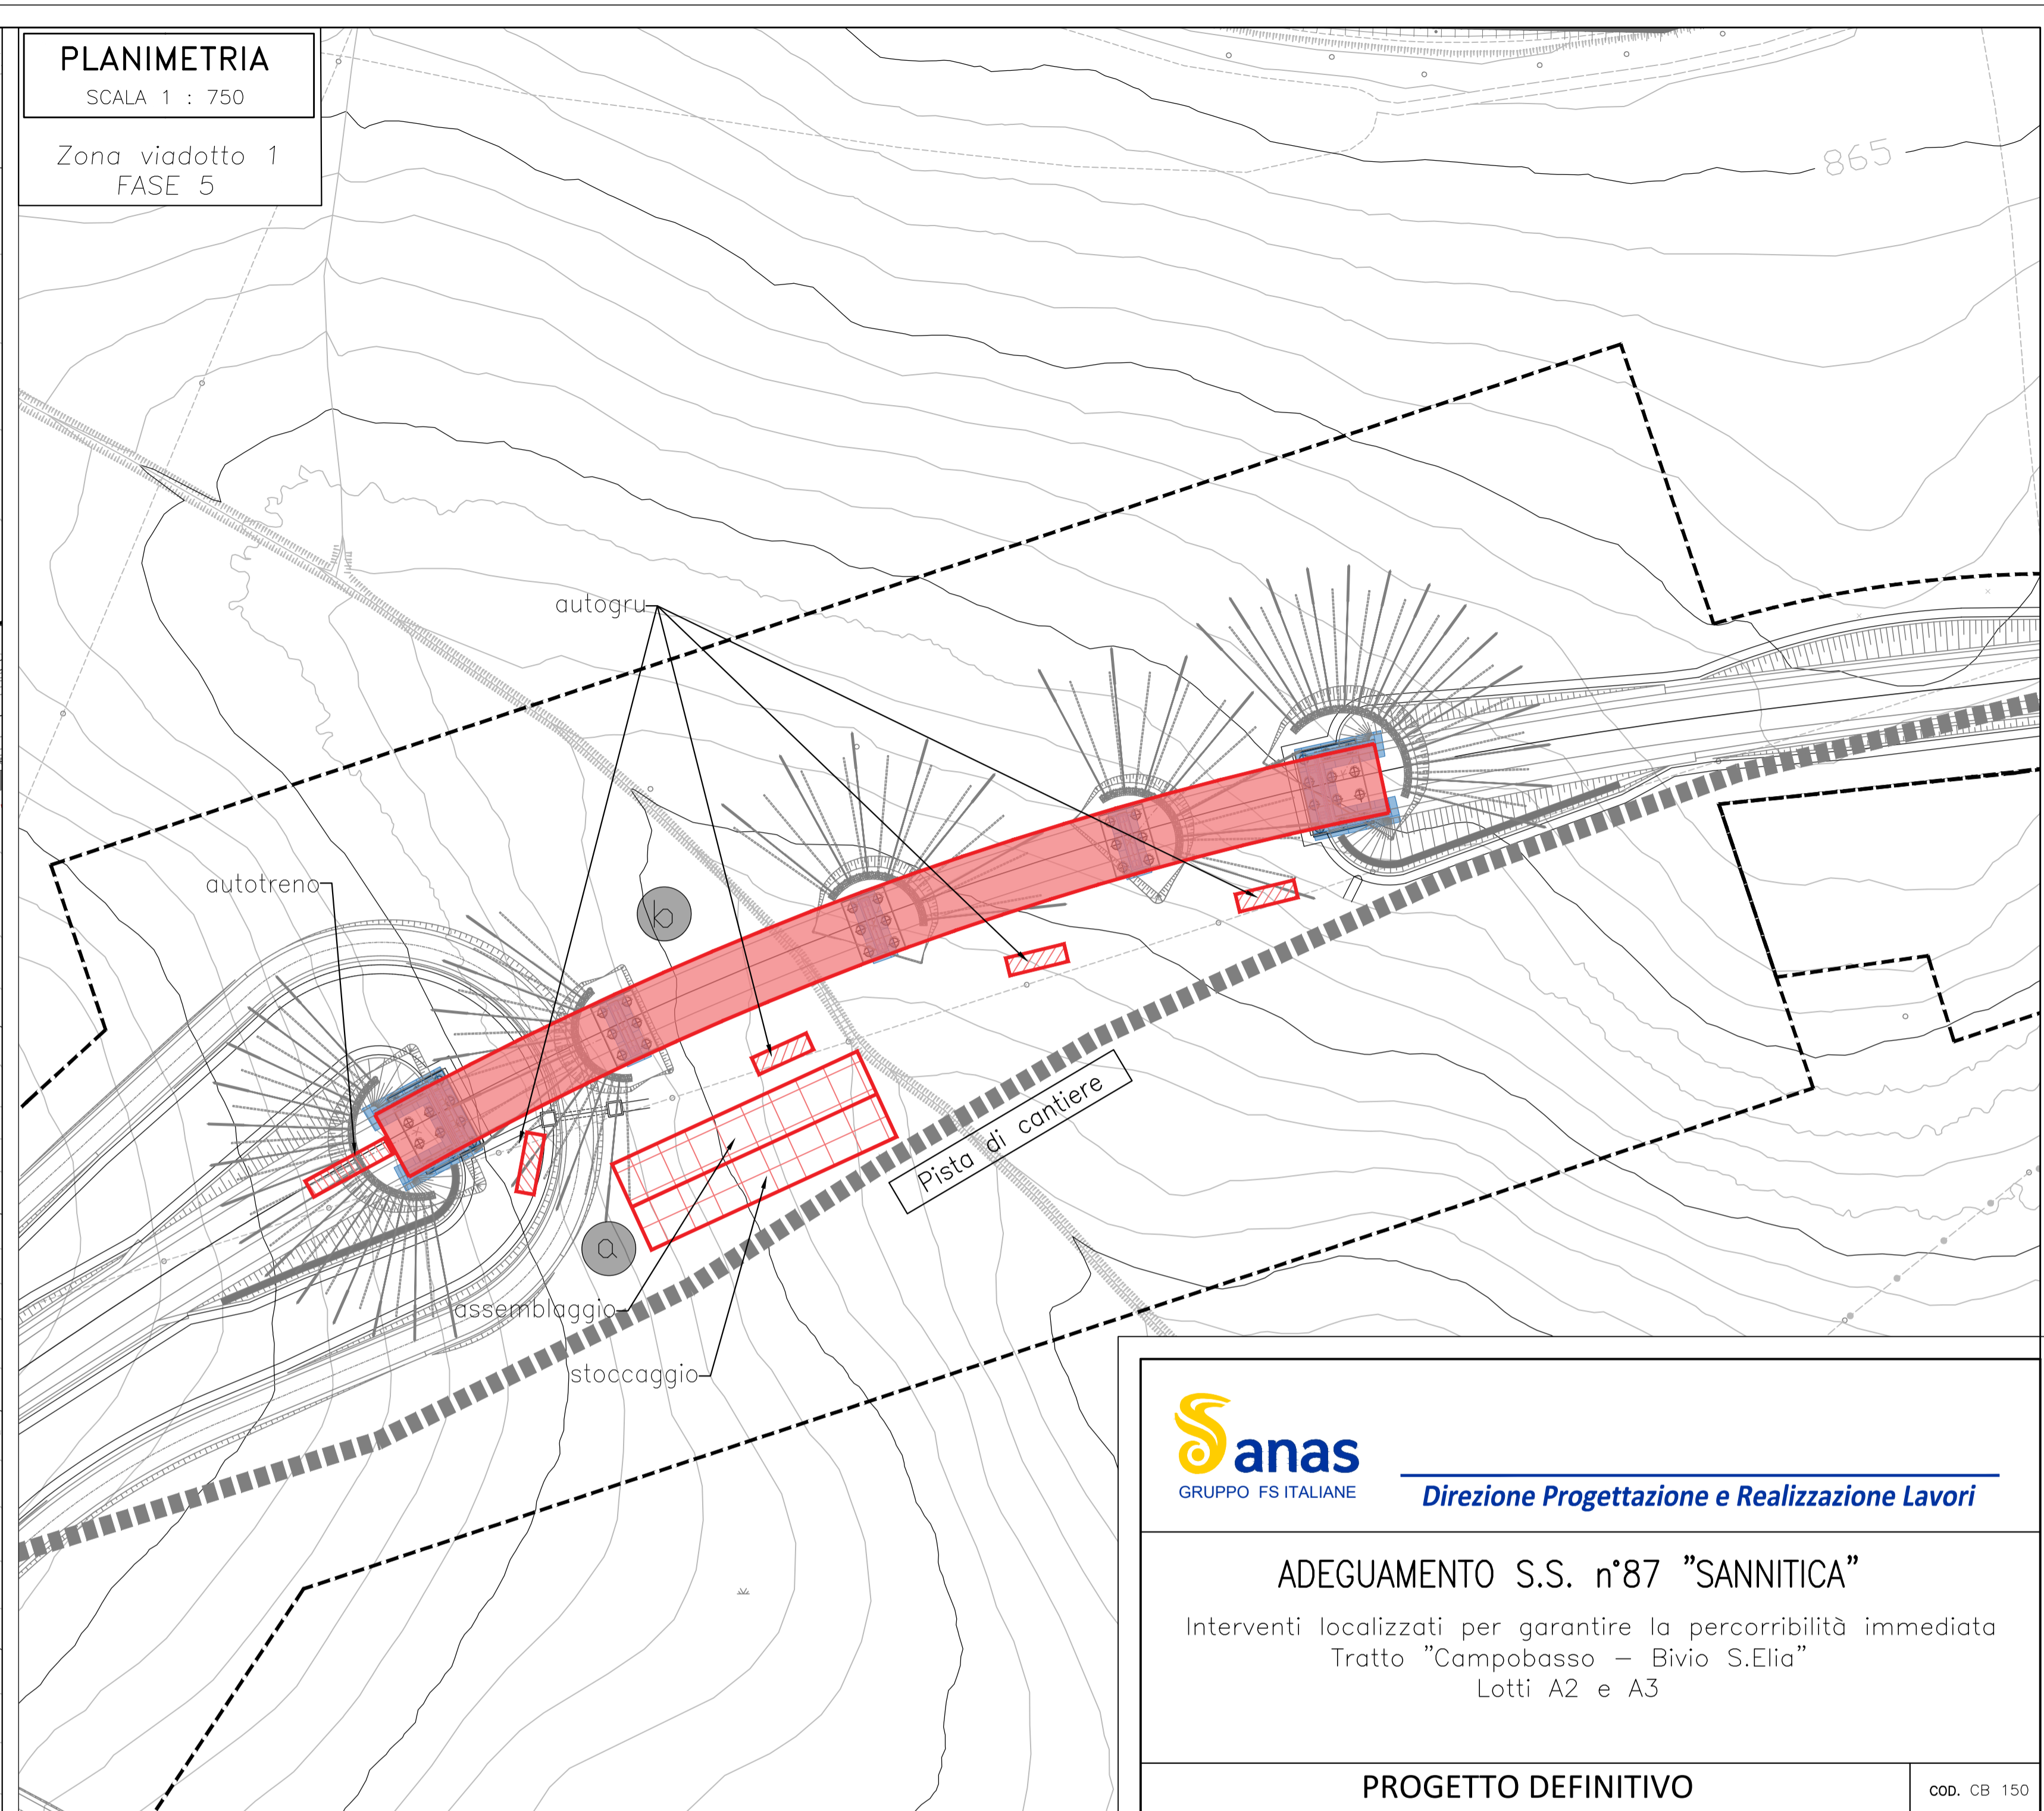 PLANIMETRIA
SCALA 1 : 750
Zona viadotto 1
FASE 5
865
autogru
autotreno
b
Pista di cantiere
a
assemblaggio
stoccaggio
anas
GRUPPO FS ITALIANE
Direzione Progettazione e Realizzazione Lavori
ADEGUAMENTO S.S. n°87 "SANNITICA"
Interventi localizzati per garantire la percorribilità immediata
Tratto "Campobasso – Bivio S.Elia"
Lotti A2 e A3
PROGETTO DEFINITIVO
COD. CB 150